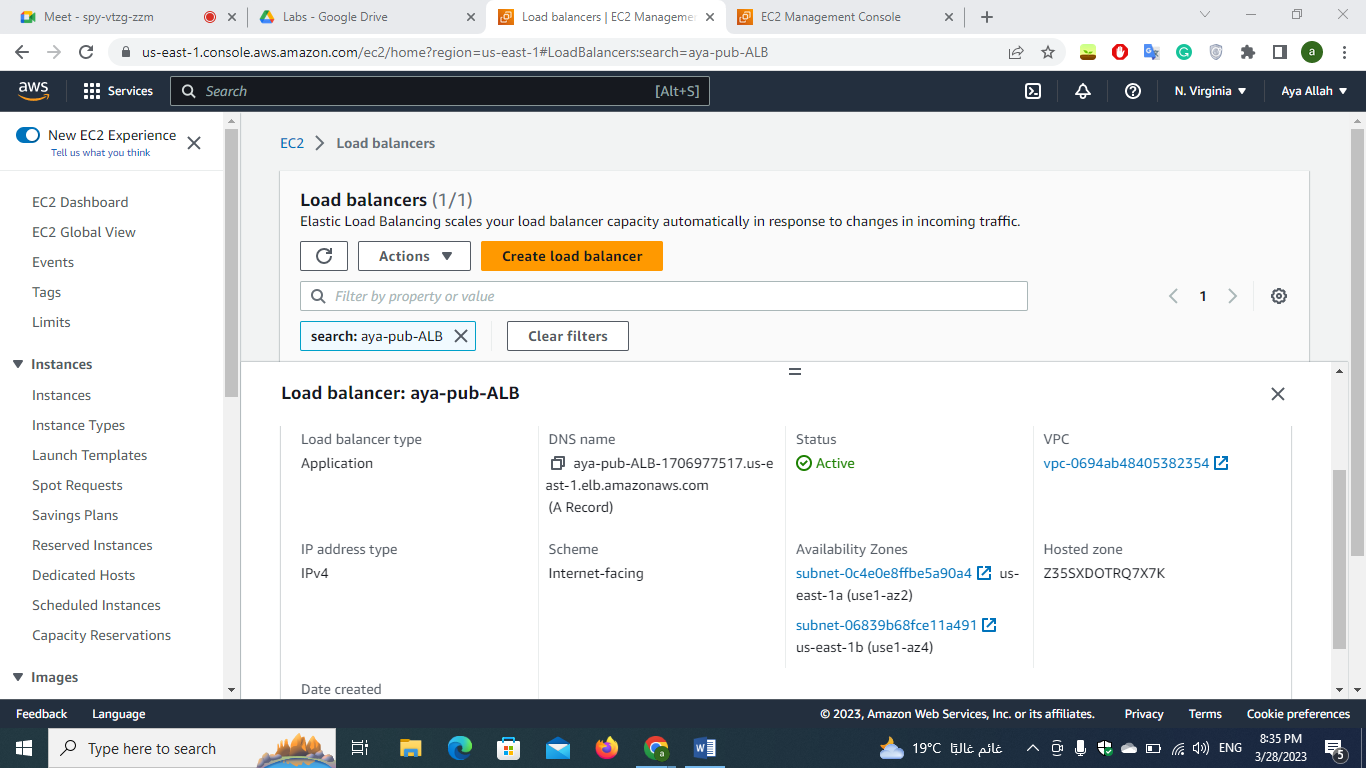 Meet - spy-vtzg-zzm
Labs - Google Drive
Load balancers | EC2 Manageme
EC2 Management Console
us-east-1.console.aws.amazon.com/ec2/home?region=us-east-1#LoadBalancers:search=aya-pub-ALB
a
aws
Services
Search
[Alt+S]
N. Virginia
Aya Allah
New EC2 Experience
Tell us what you think
EC2 Dashboard
EC2 Global View
Events
Tags
Limits
Instances
Instances
Instance Types
Launch Templates
Spot Requests
Savings Plans
Reserved Instances
Dedicated Hosts
Scheduled Instances
Capacity Reservations
Images
EC2 > Load balancers
Load balancers (1/1)
Elastic Load Balancing scales your load balancer capacity automatically in response to changes in incoming traffic.
Actions
Create load balancer
Filter by property or value
1
search: aya-pub-ALB
Clear filters
Load balancer: aya-pub-ALB
Load balancer type
Application
DNS name
aya-pub-ALB-1706977517.us-e
ast-1.elb.amazonaws.com
(A Record)
Status
Active
VPC
vpc-0694ab48405382354
IP address type
IPv4
Scheme
Internet-facing
Availability Zones
subnet-0c4e0e8ffbe5a90a4 us-
east-1a (use1-az2)
subnet-06839b68fce11a491
us-east-1b (use1-az4)
Hosted zone
Z35SXDOTRQ7X7K
Date created
Feedback
Language
© 2023, Amazon Web Services, Inc. or its affiliates.
Privacy
Terms
Cookie preferences
Type here to search
19°C غائم غالبًا
ENG
8:35 PM
3/28/2023
5